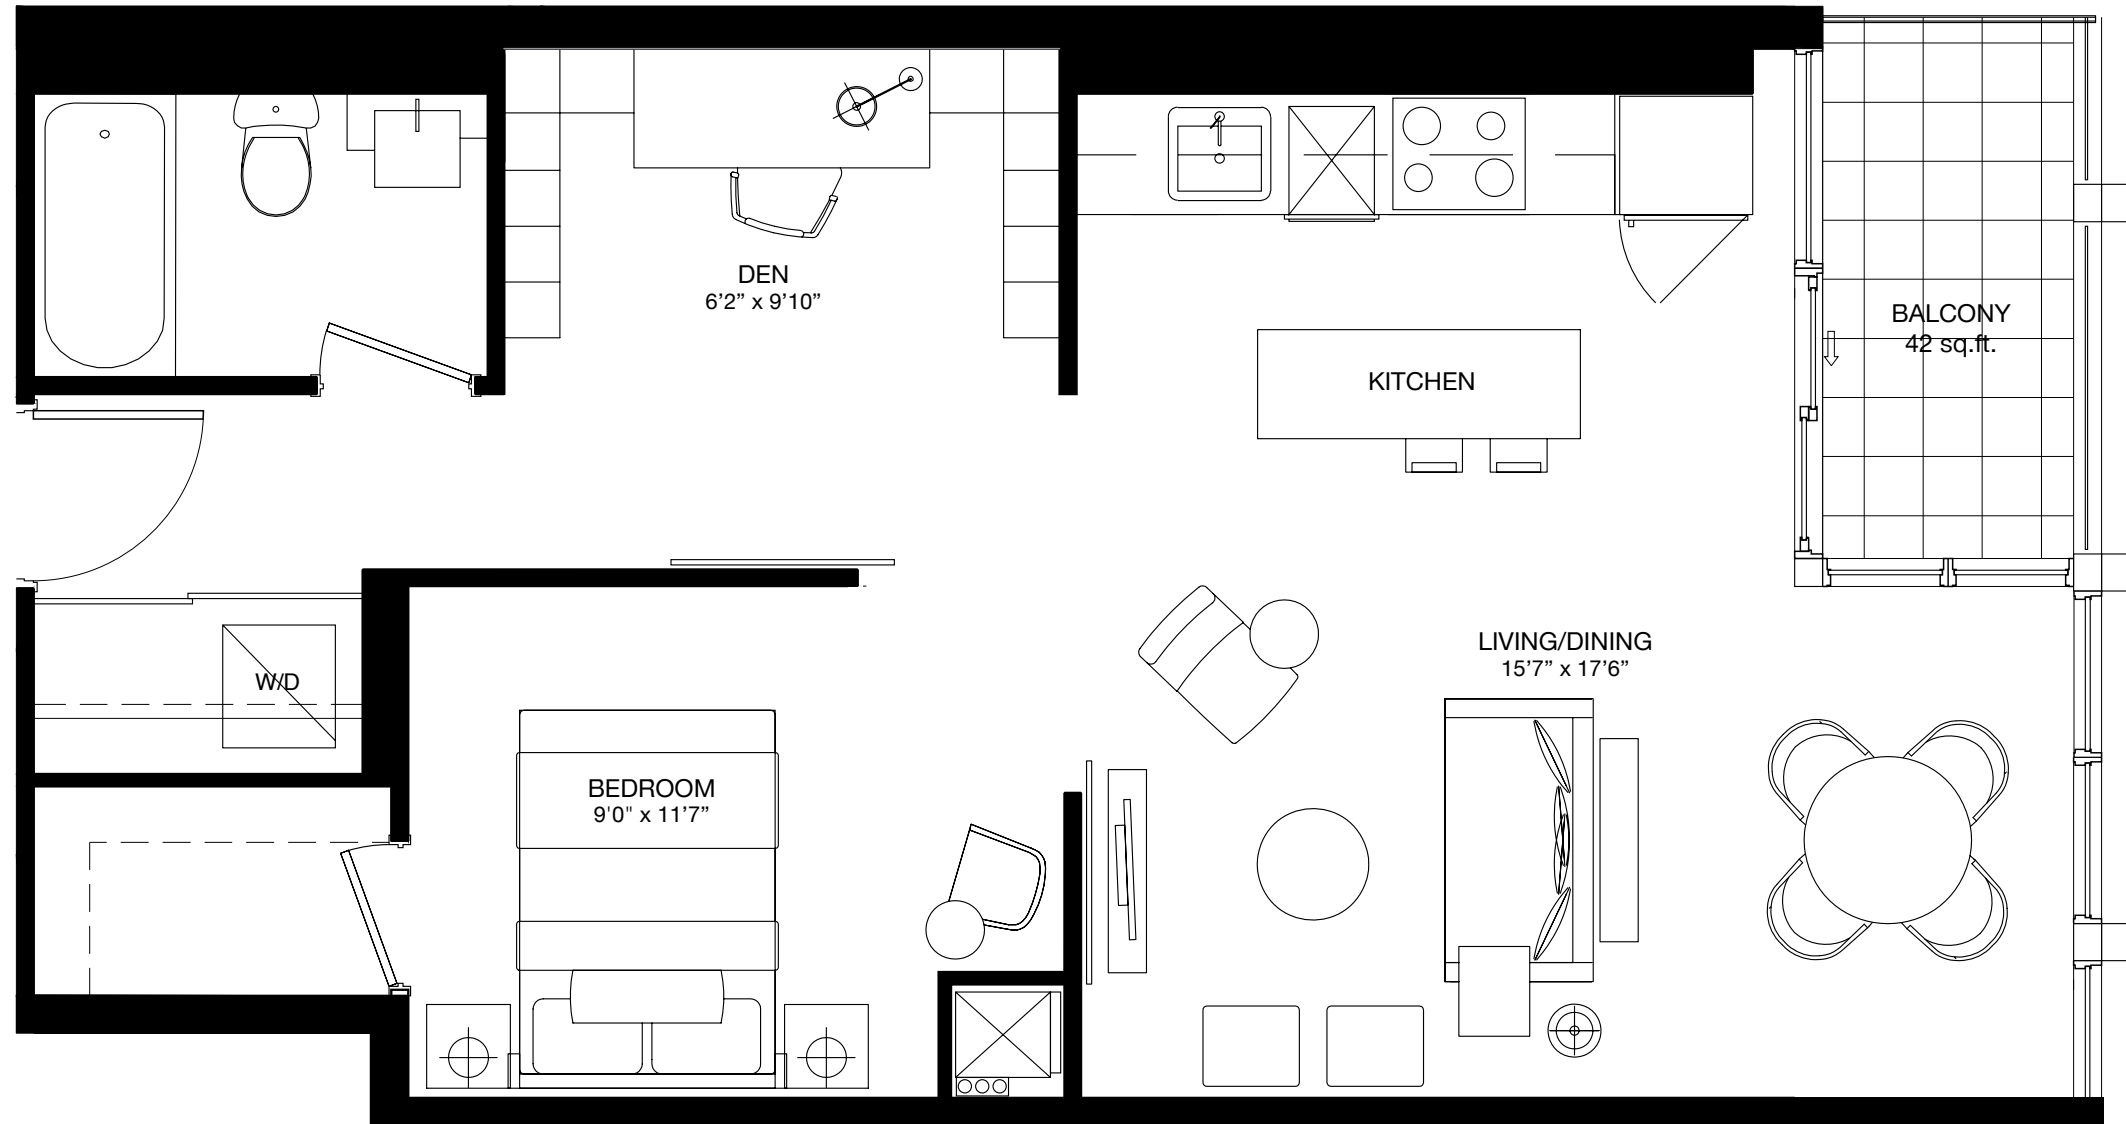 DEN
6’2” x 9’10”
BALCONY
42 sq.ft.
KITCHEN
LIVING/DINING
15’7” x 17’6”
W/D
BEDROOM
9'0" x 11’7”